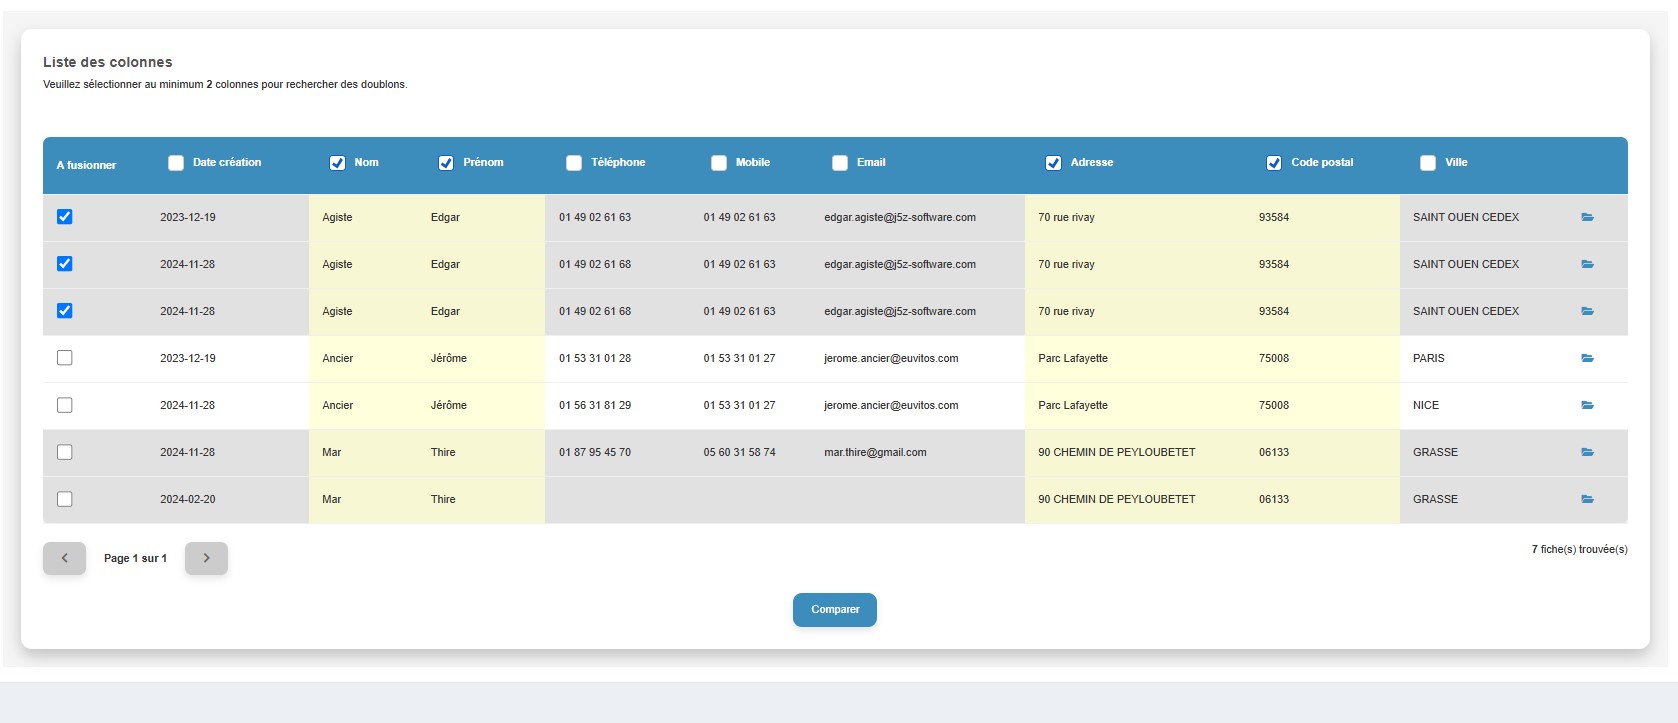 Liste des colonnes
Veuillez sélectionner au minimum 2 colonnes pour rechercher des doublons.
A fusionner Date création Nom Prénom Téléphone Mobile Email Adresse Code postal Ville
2023-12-19 Agiste Edgar 01 49 02 61 63 01 49 02 61 63 edgar.agiste@j5z-software.com 70 rue rivay 93584 SAINT OUEN CEDEX
2024-11-28 Agiste Edgar 01 49 02 61 68 01 49 02 61 63 edgar.agiste@j5z-software.com 70 rue rivay 93584 SAINT OUEN CEDEX
2024-11-28 Agiste Edgar 01 49 02 61 68 01 49 02 61 63 edgar.agiste@j5z-software.com 70 rue rivay 93584 SAINT OUEN CEDEX
2023-12-19 Ancier Jérôme 01 53 31 01 28 01 53 31 01 27 jerome.ancier@euvitos.com Parc Lafayette 75008 PARIS
2024-11-28 Ancier Jérôme 01 56 31 81 29 01 53 31 01 27 jerome.ancier@euvitos.com Parc Lafayette 75008 NICE
2024-11-28 Mar Thire 01 87 95 45 70 05 60 31 58 74 mar.thire@gmail.com 90 CHEMIN DE PEYLOUBETET 06133 GRASSE
2024-02-20 Mar Thire 90 CHEMIN DE PEYLOUBETET 06133 GRASSE
Page 1 sur 1
7 fiche(s) trouvée(s)
Comparer